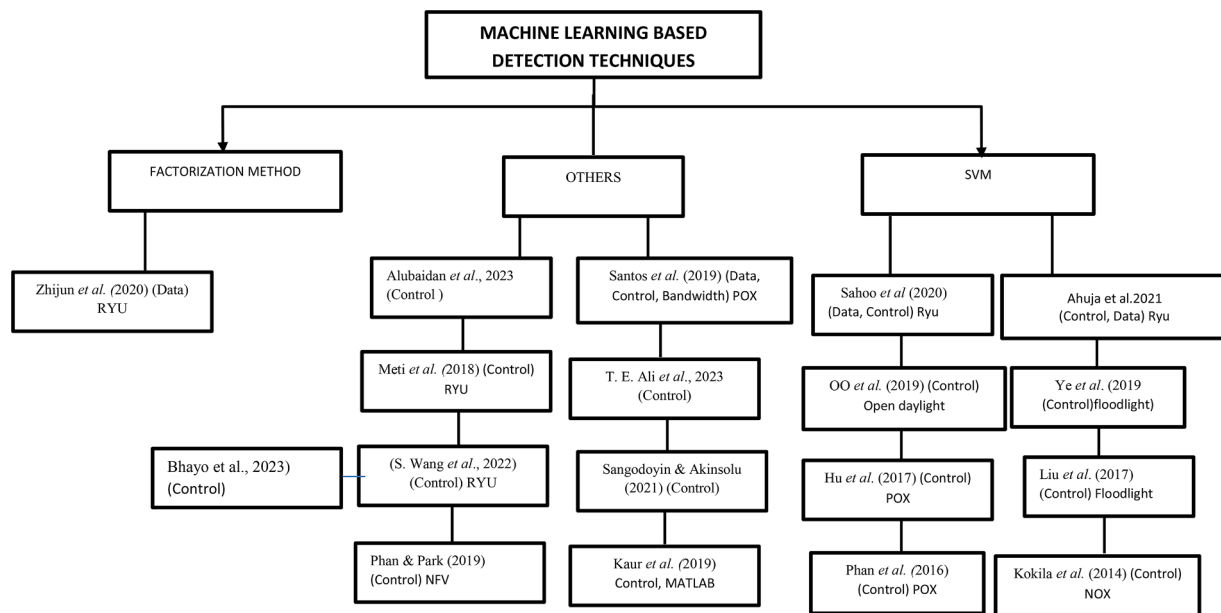 MACHINE LEARNING BASED
DETECTION TECHNIQUES
FACTORIZATION METHOD
OTHERS
SVM
Zhijun et al. (2020) (Data)
RYU
Alubaidan et al., 2023
(Control )
Meti et al. (2018) (Control)
RYU
(S. Wang et al., 2022)
(Control) RYU
Bhayo et al., 2023)
(Control)
Phan & Park (2019)
(Control) NFV
Santos et al. (2019) (Data,
Control, Bandwidth) POX
T. E. Ali et al., 2023
(Control)
Sangodoyin & Akinsolu
(2021) (Control)
Kaur et al. (2019)
Control, MATLAB
Sahoo et al (2020)
(Data, Control) Ryu
OO et al. (2019) (Control)
Open daylight
Hu et al. (2017) (Control)
POX
Phan et al. (2016)
(Control) POX
Ahuja et al.2021
(Control, Data) Ryu
Ye et al. (2019
(Control)floodlight)
Liu et al. (2017)
(Control) Floodlight
Kokila et al. (2014) (Control)
NOX